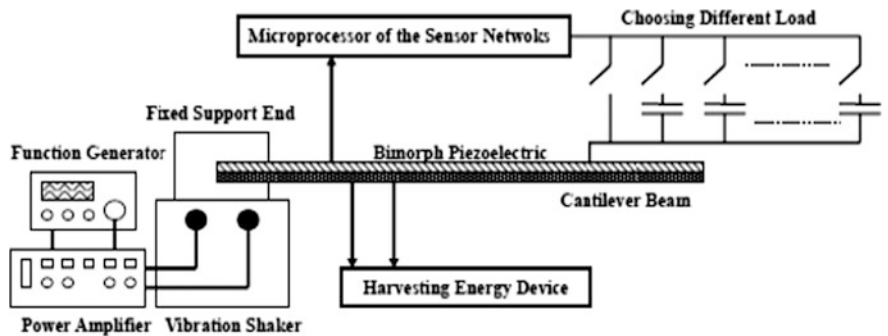 Choosing Different Load
Microprocessor of the Sensor Netwoks
Fixed Support End
Function Generator
Bimorph Piezoelectric
Cantilever Beam
Harvesting Energy Device
Power Amplifier
Vibration Shaker